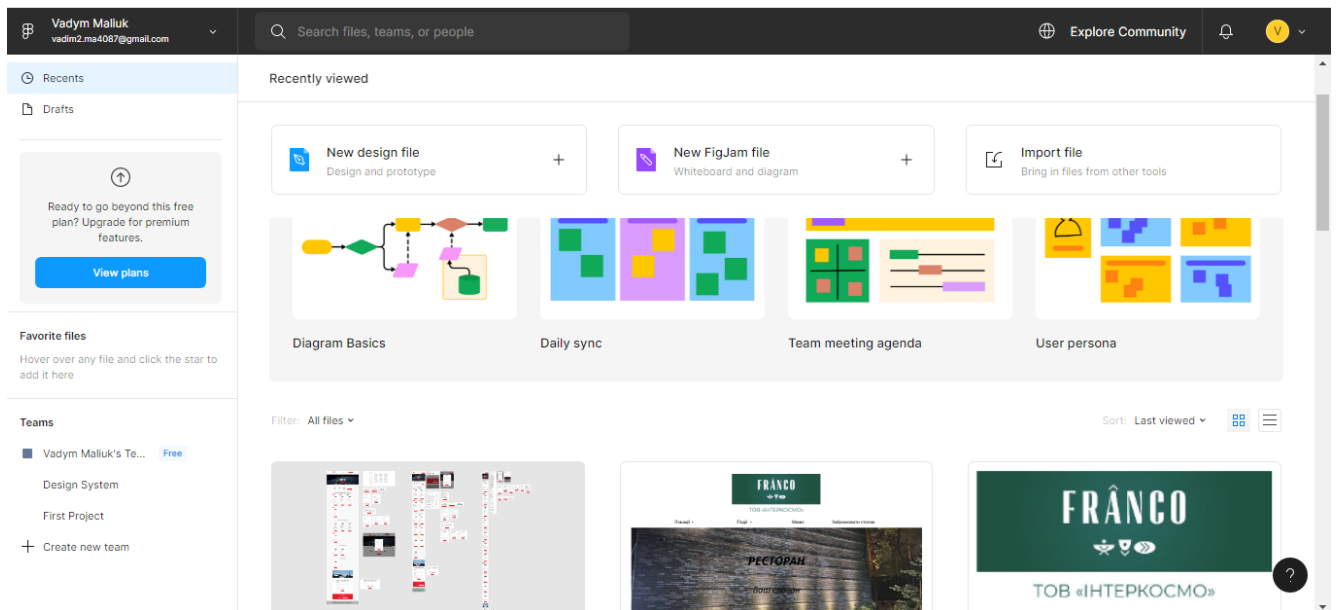 Vadym Maliuk
vadim2.ma4087@gmail.com
Search files, teams, or people
Explore Community
V
Recents
Drafts
Ready to go beyond this free
plan? Upgrade for premium
features.
View plans
Favorite files
Hover over any file and click the star to
add it here
Teams
Vadym Maliuk's Te... Free
Design System
First Project
Create new team
Recently viewed
New design file
Design and prototype
New FigJam file
Whiteboard and diagram
Import file
Bring in files from other tools
Diagram Basics
Daily sync
Team meeting agenda
User persona
Filter: All files
Sort: Last viewed
FRÂNCO
ТОВ «ІНТЕРКОСМО»
Локації
Події
Меню
Забронювати столик
РЕСТОРАН
FRÂNCO
ТОВ «ІНТЕРКОСМО»
?